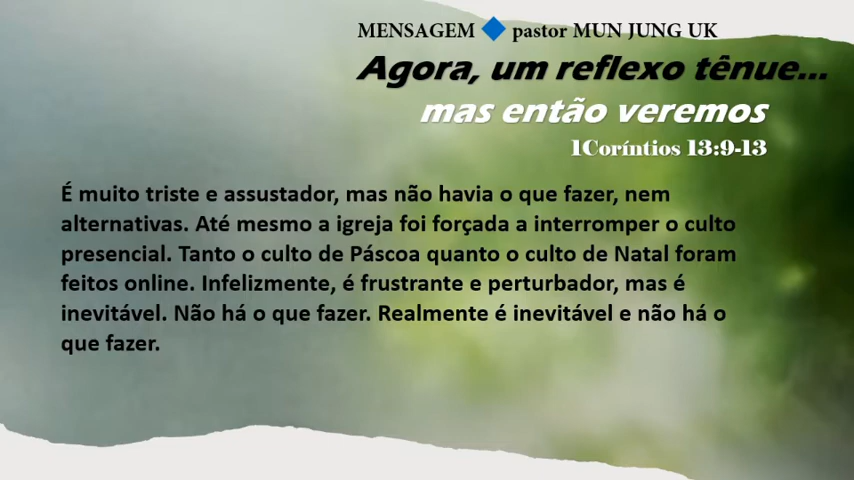 MENSAGEM pastor MUN JUNG UK
Agora, um reflexo tênue...
mas então veremos
1Coríntios 13:9-13
É muito triste e assustador, mas não havia o que fazer, nem
alternativas. Até mesmo a igreja foi forçada a interromper o culto
presencial. Tanto o culto de Páscoa quanto o culto de Natal foram
feitos online. Infelizmente, é frustrante e perturbador, mas é
inevitável. Não há o que fazer. Realmente é inevitável e não há o
que fazer.